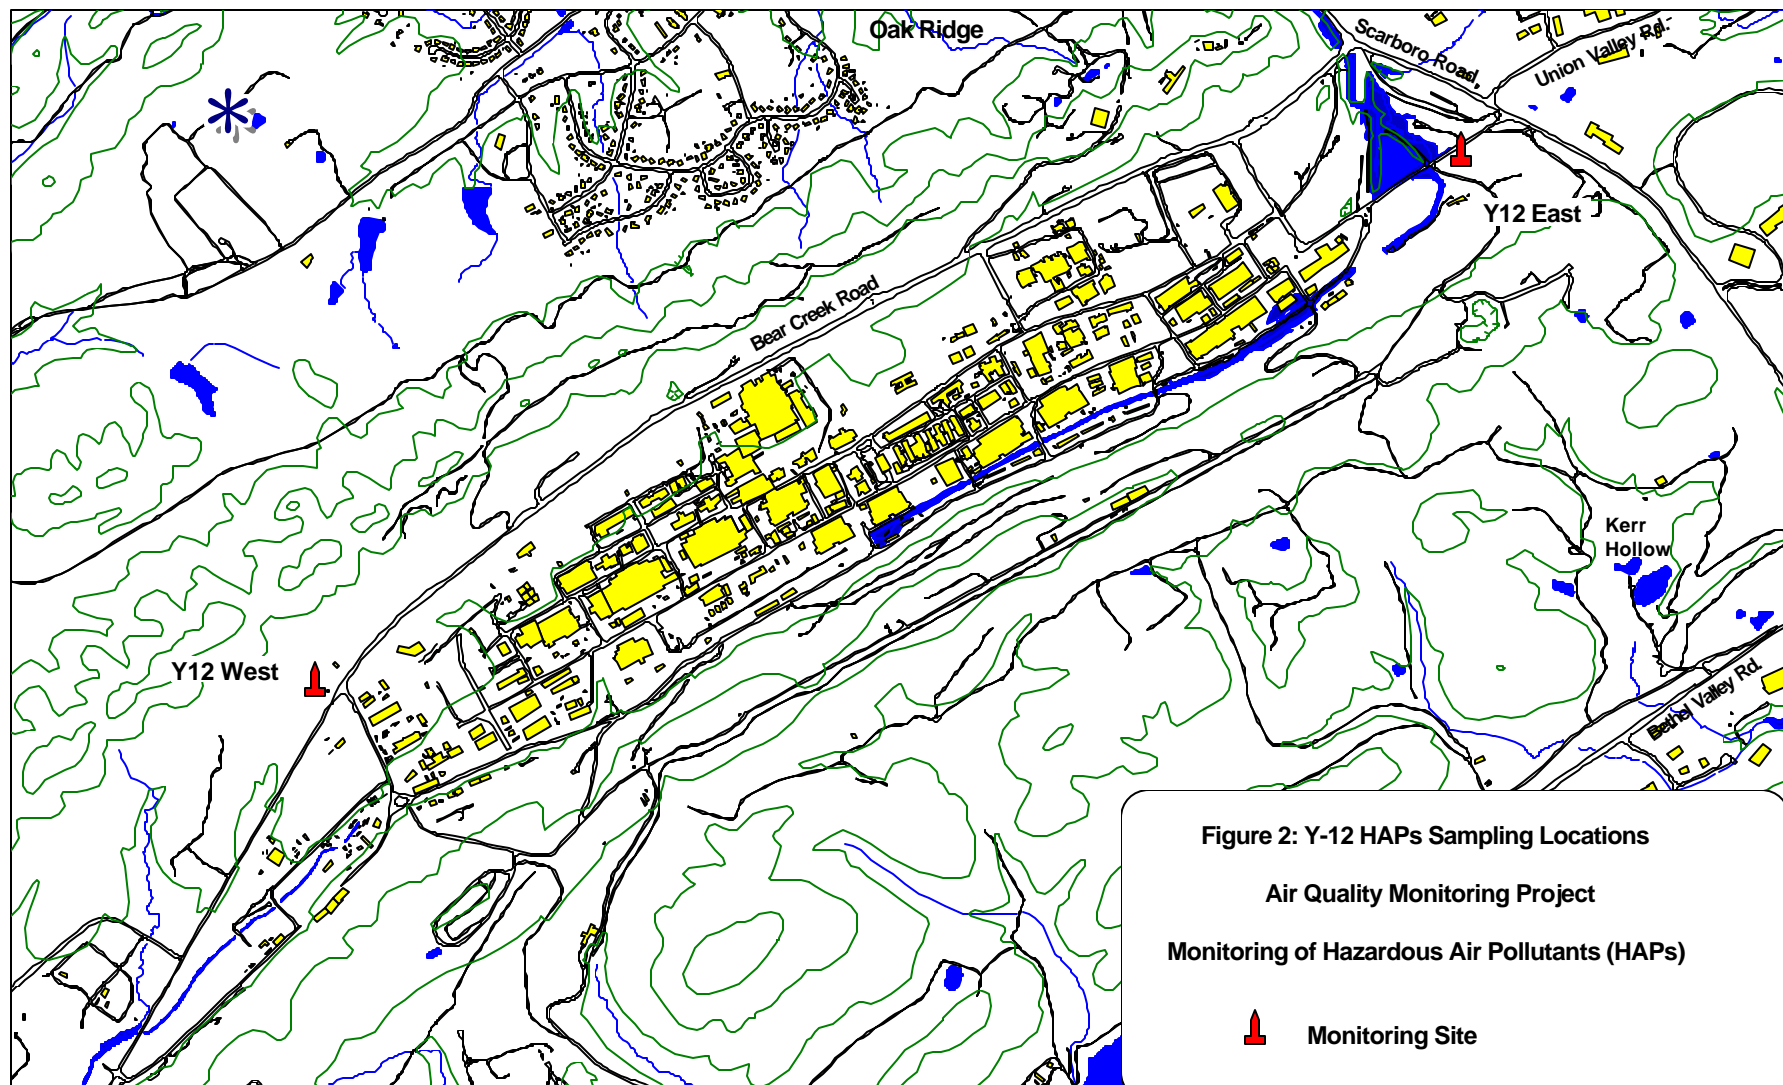 Oak Ridge
Scarboro Road
Union Valley Rd.
Y12 East
Bear Creek Road
Kerr
Hollow
Y12 West
Bethel Valley Rd.
Figure 2: Y-12 HAPs Sampling Locations
Air Quality Monitoring Project
Monitoring of Hazardous Air Pollutants (HAPs)
Monitoring Site